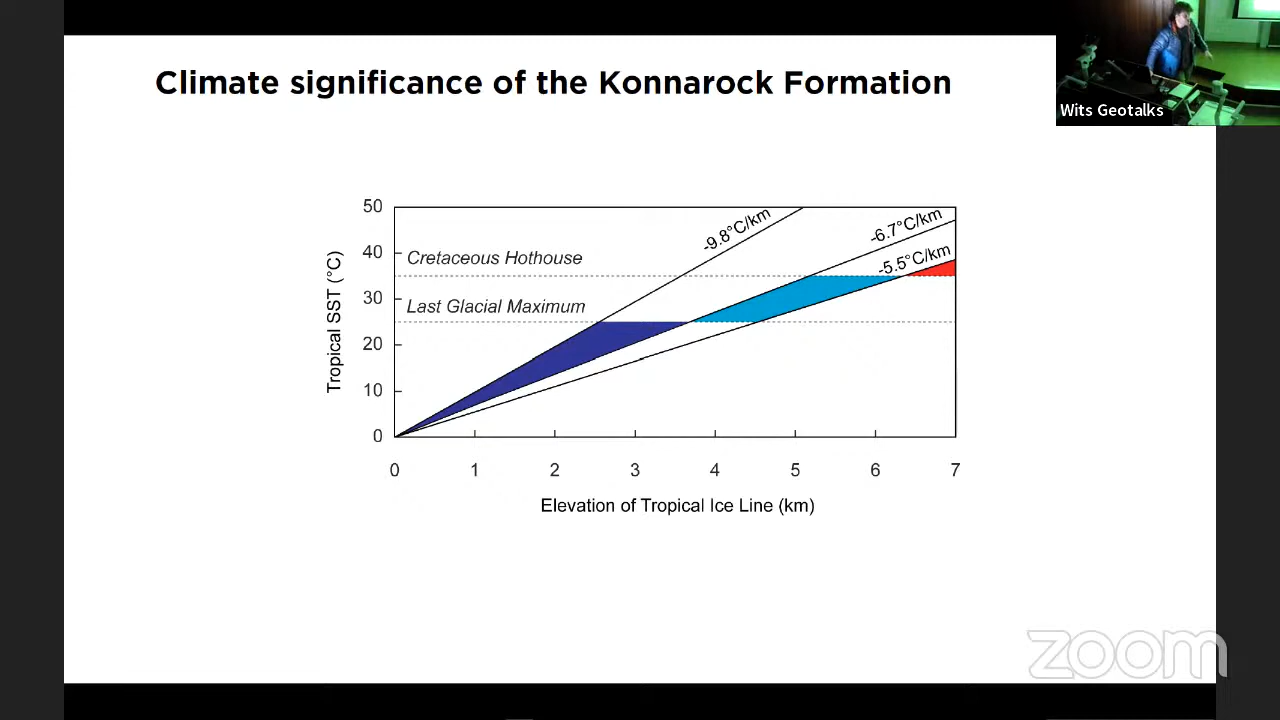 Climate significance of the Konnarock Formation
Wits Geotalks
50
40
30
20
10
0
Tropical SST (°C)
Cretaceous Hothouse
Last Glacial Maximum
-9.8°C/km
-6.7°C/km
-5.5°C/km
0 1 2 3 4 5 6 7
Elevation of Tropical Ice Line (km)
zoom